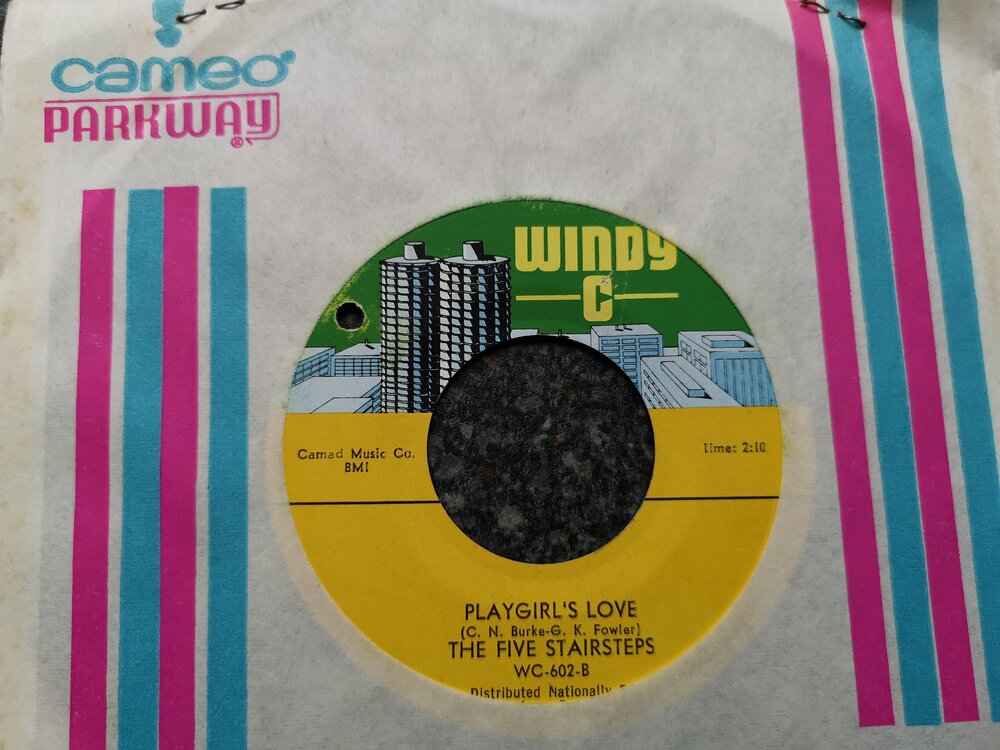 cameo
PARKWAY
®
WINDY
C
Camad Music Co.
BMI
Time: 2:10
PLAYGIRL'S LOVE
(C. N. Burke-G. K. Fowler)
THE FIVE STAIRSTEPS
WC-602-B
Distributed Nationally